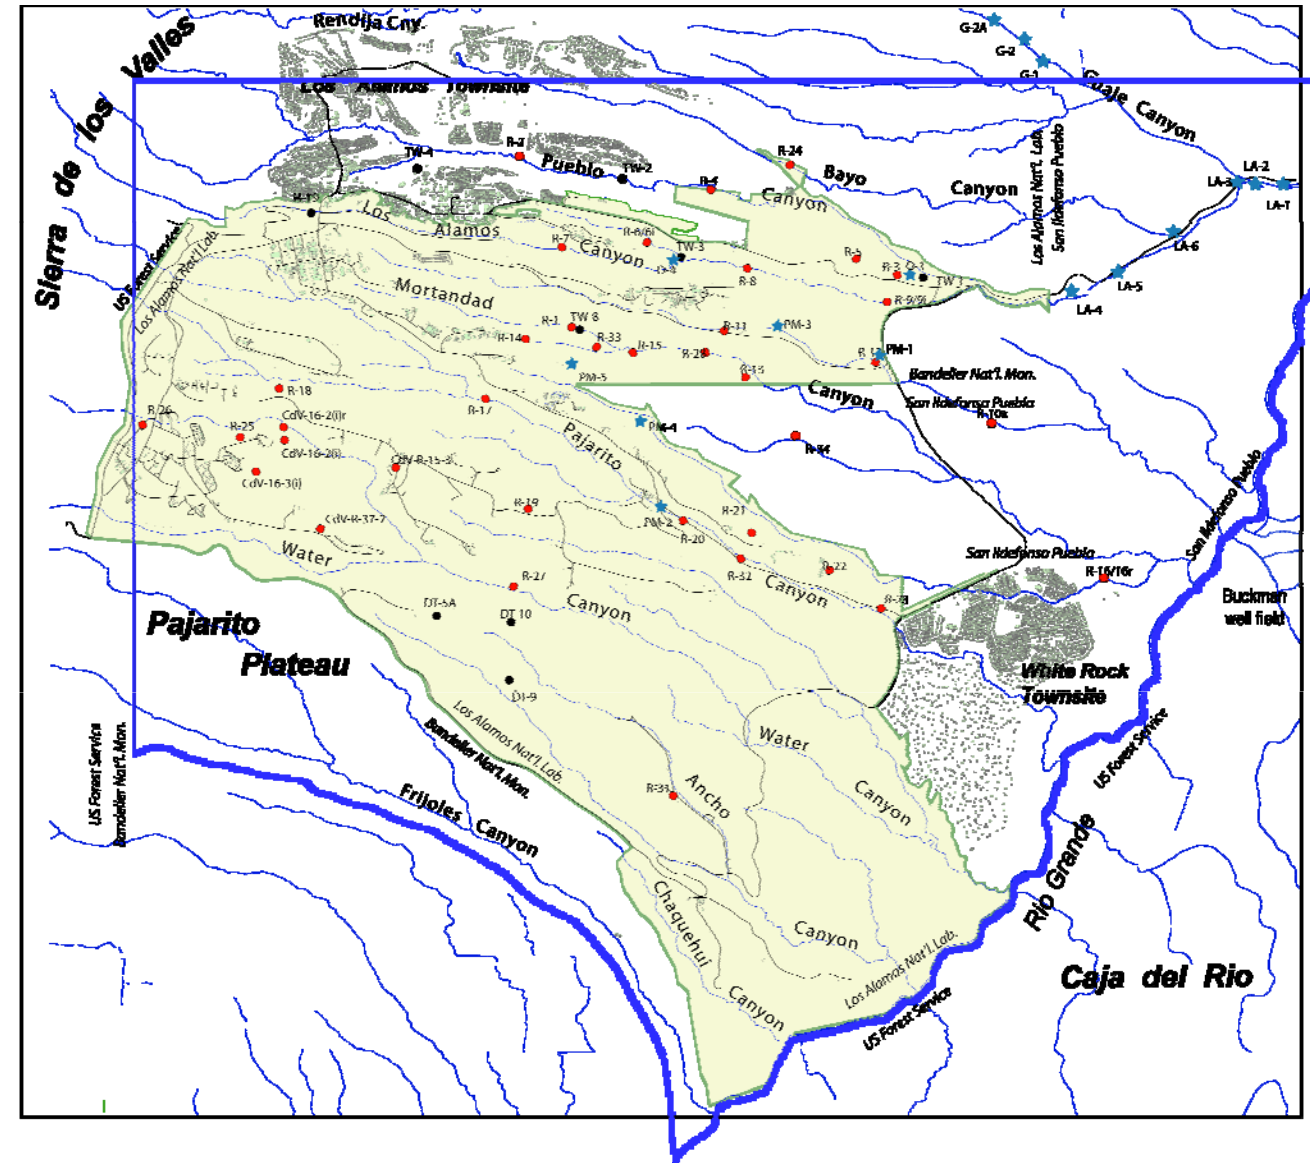 Rendija Cny.
G-2A
G-2
G-1
Sierra de los Valles
Los Alamos Townsite
Guaje Canyon
R-24
TW-4
Pueblo
TW-2
Bayo
Canyon
Canyon
Los Alamos Nat'l. Lab.
San Ildefonso Pueblo
LA-2
LA-3
LA-1
LA-6
LA-5
LA-4
Los
Alamos
Canyon
R-7
R-6/6i
TW-3
O-4
R-8
R-5
TW 1
R-9/9i
US Forest Service
Los Alamos Nat'l. Lab.
Mortandad
R-1
TW 8
R-14
R-33
R-15
R-11
R-28
R-13
PM-3
PM-1
PM-5
Bandelier Nat'l. Mon.
San Ildefonso Pueblo
Canyon
R-10a
R-34
R-18
R-17
R-26
R-25
CdV-16-2(i)r
CdV-16-2(i)
CdV-16-3(i)
CdV-R-15-3
CdV-R-37-7
PM-4
Pajarito
R-19
PM-2
R-20
R-21
R-32
R-22
Canyon
San Ildefonso Pueblo
R-16/16r
San Ildefonso Pueblo
Buckman
well field
Water
R-27
Canyon
DT-5A
DT 10
DT-9
Pajarito
Plateau
White Rock
Townsite
US Forest Service
Bandelier Nat'l. Mon.
Los Alamos Nat'l. Lab.
Bandelier Nat'l. Mon.
Water
Canyon
US Forest Service
R-31
Ancho
Canyon
Frijoles Canyon
Chaquehui
Canyon
Rio Grande
Los Alamos Nat'l. Lab.
US Forest Service
Caja del Rio